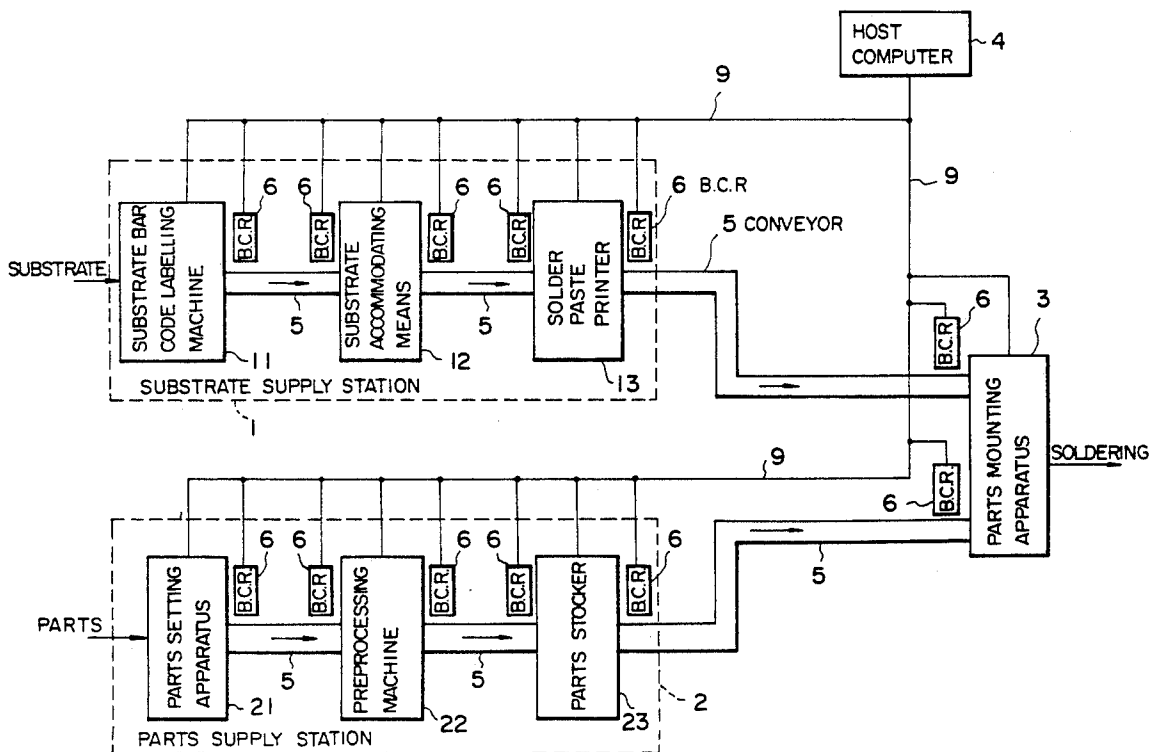 HOST
COMPUTER
4
9
9
6
6
6
6
6 B.C.R
B.C.R.
B.C.R.
B.C.R.
B.C.R.
B.C.R.
5 CONVEYOR
SUBSTRATE
SUBSTRATE BAR
CODE LABELLING
MACHINE
SUBSTRATE
ACCOMMODATING
MEANS
SOLDER
PASTE
PRINTER
5
5
11
12
13
SUBSTRATE SUPPLY STATION
1
6
3
B.C.R.
PARTS MOUNTING
APPARATUS
SOLDERING
9
6
B.C.R.
5
6
6
6
6
6
B.C.R.
B.C.R.
B.C.R.
B.C.R.
B.C.R.
PARTS
PARTS SETTING
APPARATUS
PREPROCESSING
MACHINE
PARTS STOCKER
5
5
21
22
23
2
PARTS SUPPLY STATION